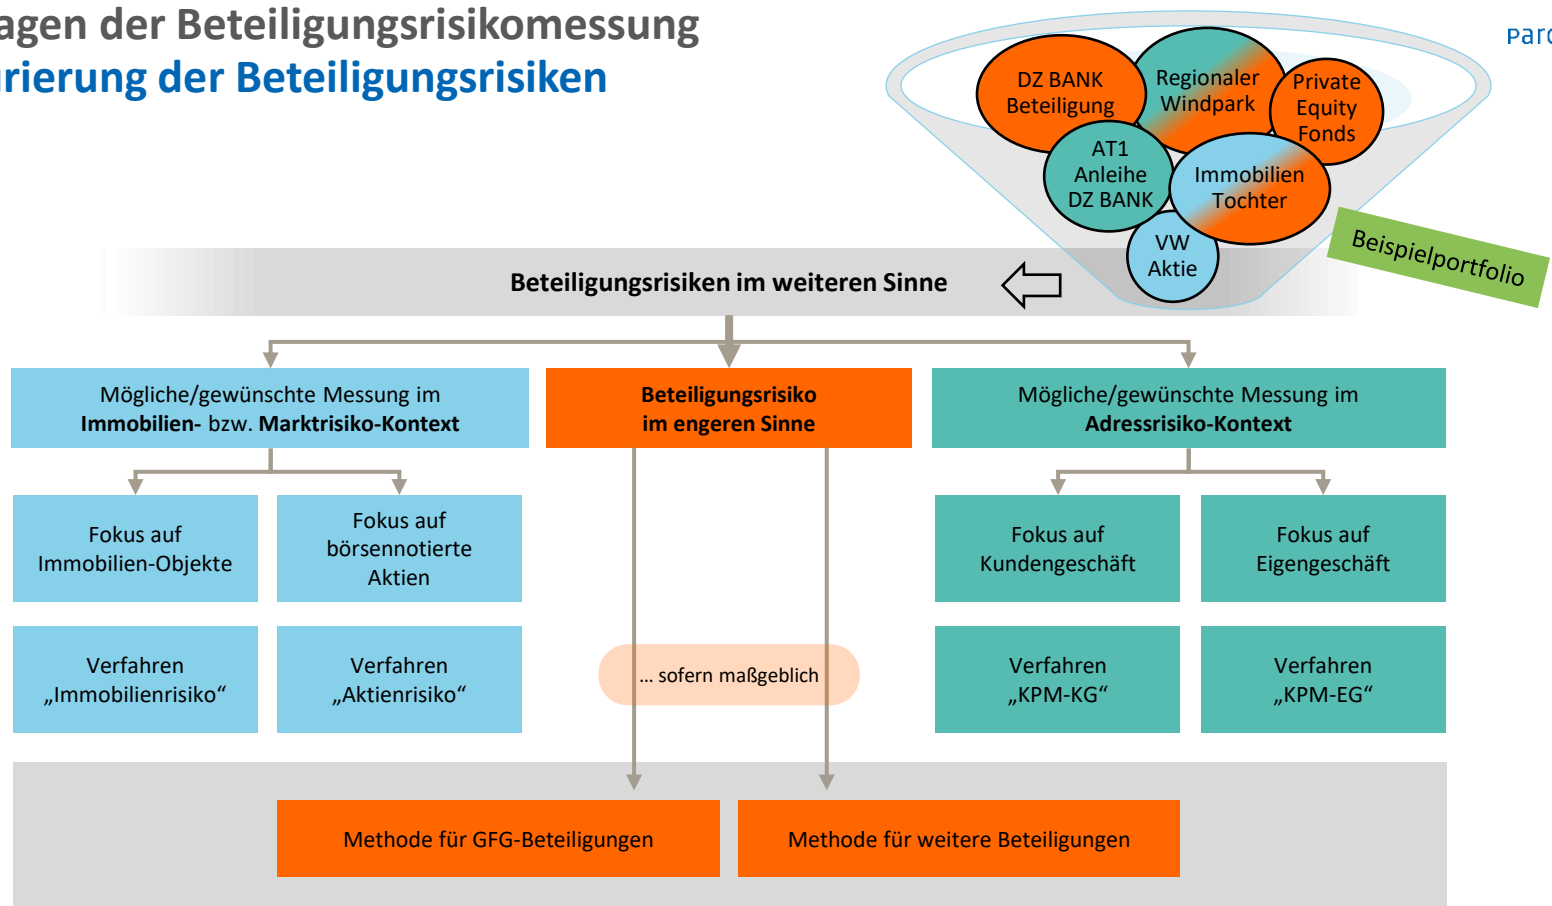 agen der Beteiligungsrisikomessung
rierung der Beteiligungsrisiken
parc
DZ BANK
Beteiligung
Regionaler
Windpark
Private
Equity
Fonds
AT1
Anleihe
DZ BANK
Immobilien
Tochter
VW
Aktie
Beispielportfolio
Beteiligungsrisiken im weiteren Sinne
Mögliche/gewünschte Messung im
Immobilien- bzw. Marktrisiko-Kontext
Beteiligungsrisiko
im engeren Sinne
Mögliche/gewünschte Messung im
Adressrisiko-Kontext
Fokus auf
Immobilien-Objekte
Fokus auf
börsennotierte
Aktien
Fokus auf
Kundengeschäft
Fokus auf
Eigengeschäft
Verfahren
„Immobilienrisiko“
Verfahren
„Aktienrisiko“
... sofern maßgeblich
Verfahren
„KPM-KG“
Verfahren
„KPM-EG“
Methode für GFG-Beteiligungen
Methode für weitere Beteiligungen